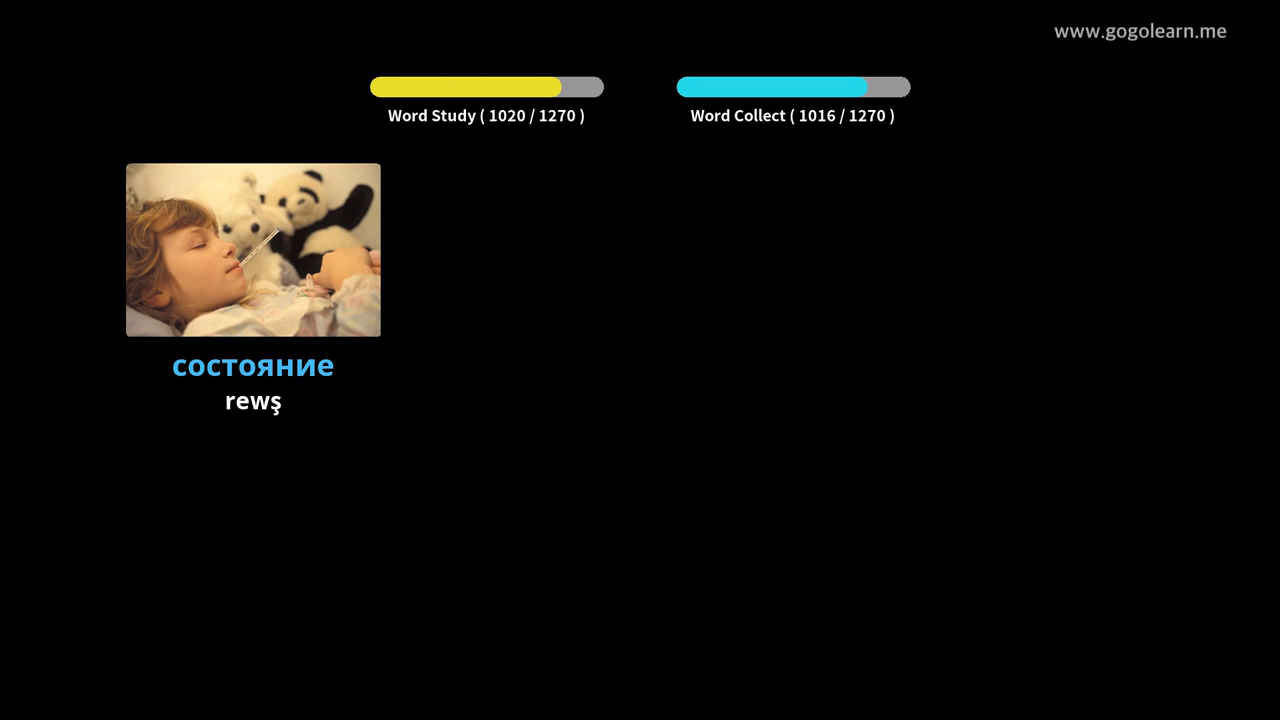 www.gogolearn.me
Word Study ( 1020 / 1270 )
Word Collect ( 1016 / 1270 )
состояние
rewş